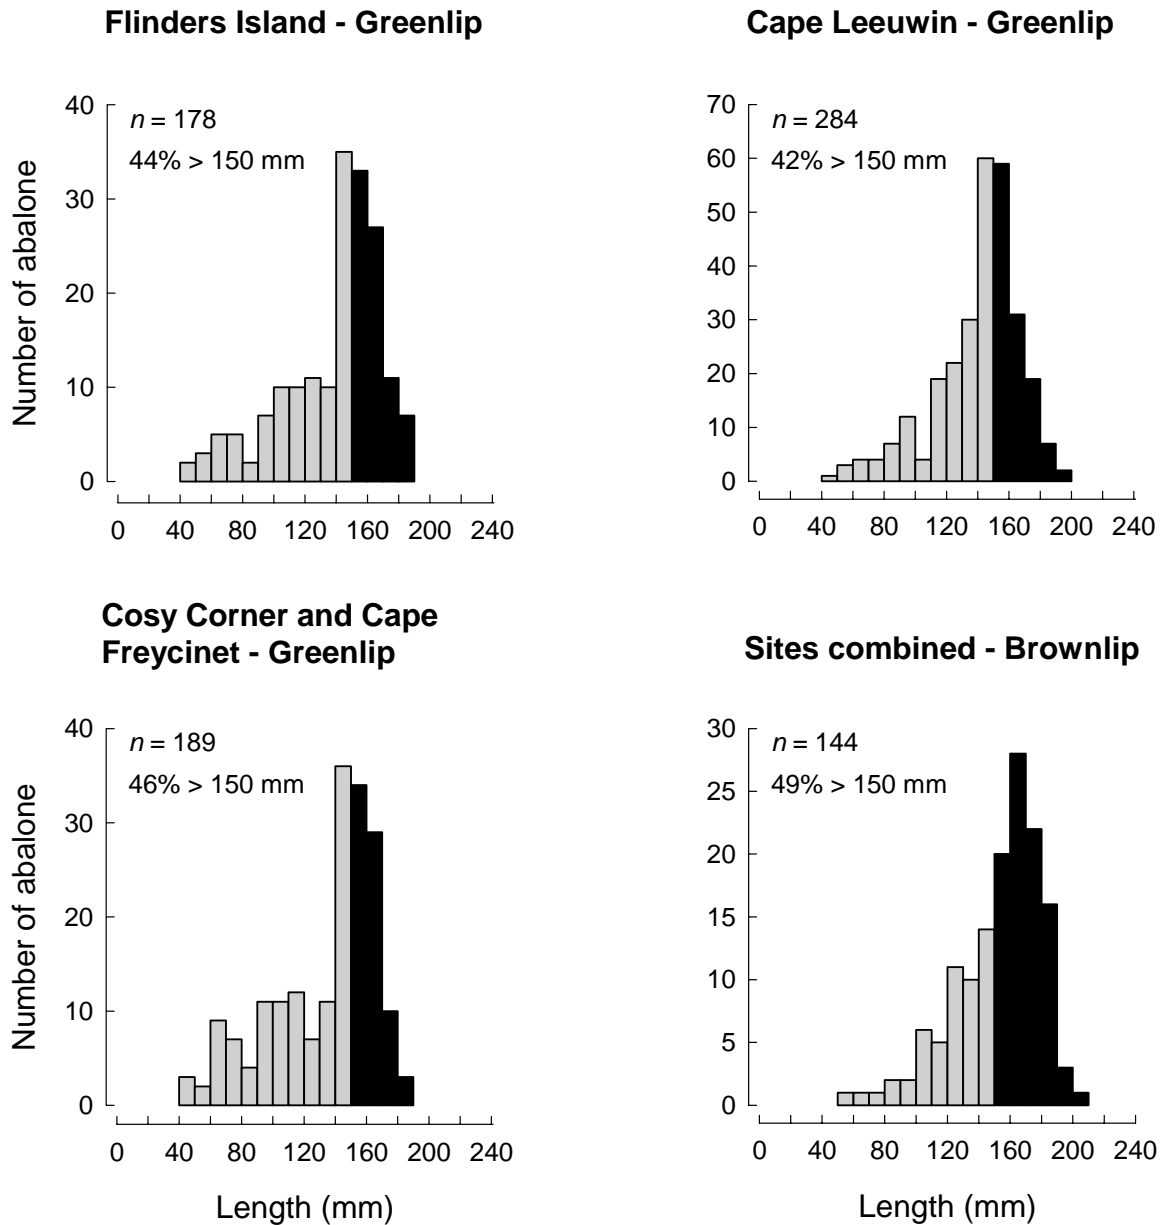 Flinders Island - Greenlip
n = 178
44% > 150 mm
Number of abalone
40
30
20
10
0
0 40 80 120 160 200 240
Cape Leeuwin - Greenlip
n = 284
42% > 150 mm
70
60
50
40
30
20
10
0
0 40 80 120 160 200 240
Cosy Corner and Cape
Freycinet - Greenlip
n = 189
46% > 150 mm
Number of abalone
40
30
20
10
0
0 40 80 120 160 200 240
Length (mm)
Sites combined - Brownlip
n = 144
49% > 150 mm
30
25
20
15
10
5
0
0 40 80 120 160 200 240
Length (mm)